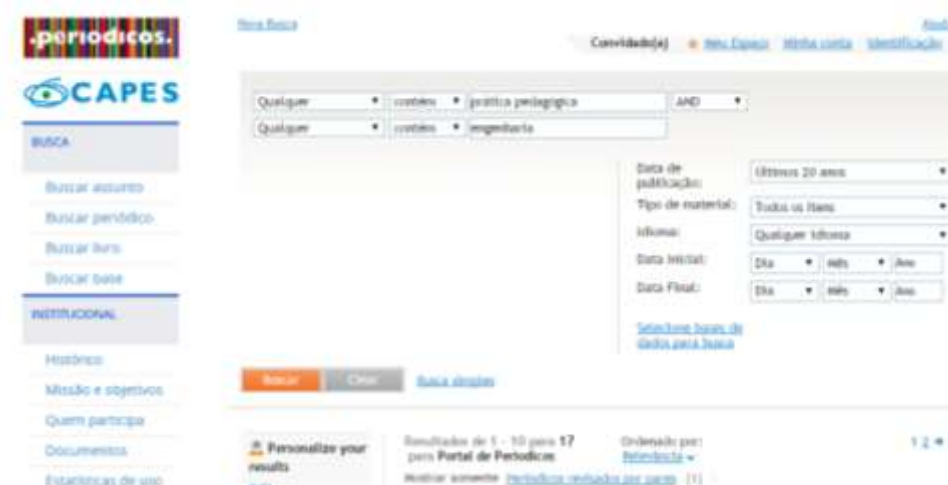 .periodicos.
CAPES
BUSCA
Buscar assunto
Buscar periódico
Buscar livro
Buscar base
INSTITUCIONAL
Histórico
Missão e objetivos
Quem participa
Documentos
Estatísticas de uso
Nova Busca
Convidado(a) Meu Espaço Minha conta Identificação
Qualquer contém pratica pedagógica AND
Qualquer contém engenharia
Data de publicação: Últimos 20 anos
Tipo de material: Todos os itens
Idioma: Qualquer idioma
Data Inicial: Dia Mês Ano
Data Final: Dia Mês Ano
Selecione bases de
dados para busca
Buscar Clear Busca simples
Personalize your
results
Resultados de 1 - 10 para 17
para Portal de Periodicos
Ordenado por:
Relevância
1 2
Mostrar somente Periódicos revisados por pares (1)